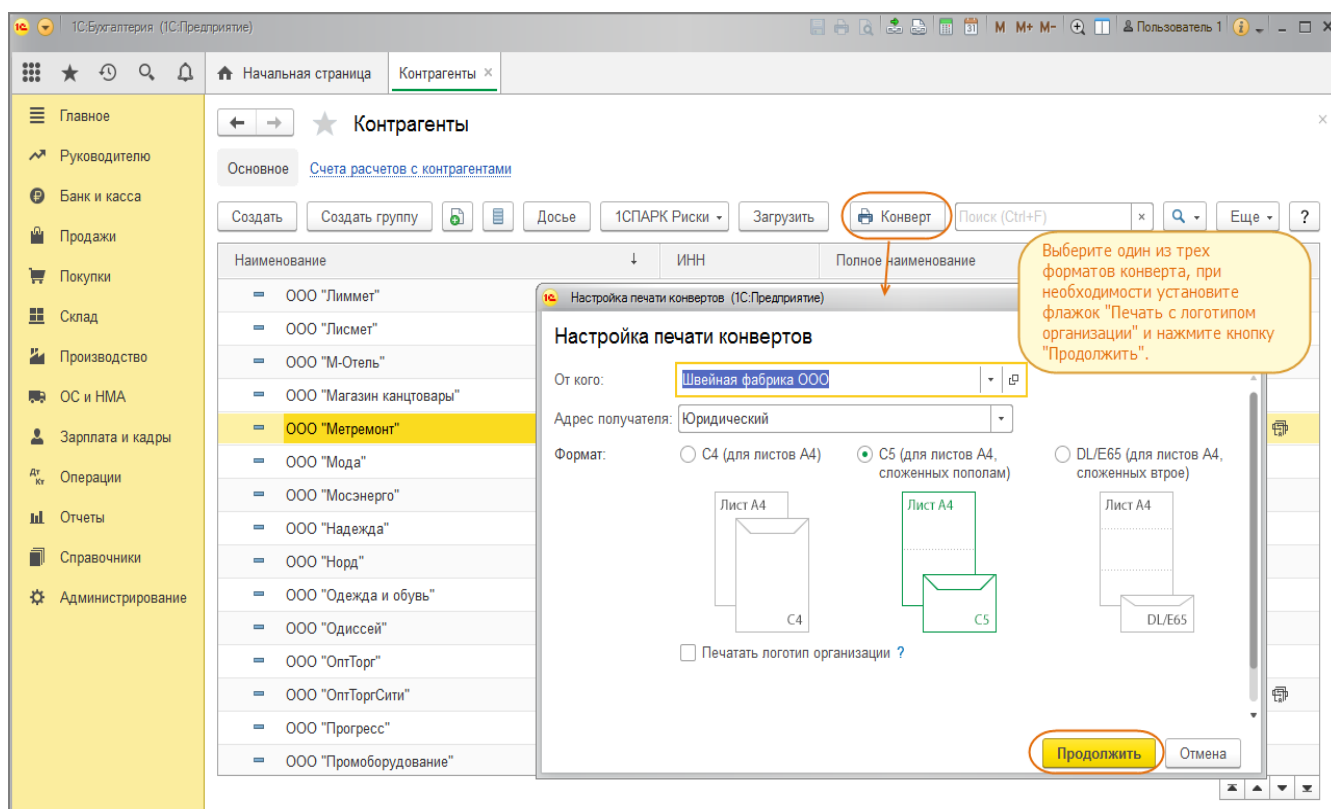 1С:Бухгалтерия (1С:Предприятие)
M M+ M- Пользователь 1
Начальная страница Контрагенты ×
Главное
Руководителю
Банк и касса
Продажи
Покупки
Склад
Производство
ОС и НМА
Зарплата и кадры
Дт Кт Операции
Отчеты
Справочники
Администрирование
Контрагенты
Основное Счета расчетов с контрагентами
Создать Создать группу Досье 1СПАРК Риски Загрузить Конверт Поиск (Ctrl+F) × Еще ?
Наименование ↓ ИНН Полное наименование
ООО "Лиммет"
ООО "Лисмет"
ООО "М-Отель"
ООО "Магазин канцтовары"
ООО "Метремонт"
ООО "Мода"
ООО "Мосэнерго"
ООО "Надежда"
ООО "Норд"
ООО "Одежда и обувь"
ООО "Одиссей"
ООО "ОптТорг"
ООО "ОптТоргСити"
ООО "Прогресс"
ООО "Промоборудование"
Выберите один из трех
форматов конверта, при
необходимости установите
флажок "Печать с логотипом
организации" и нажмите кнопку
"Продолжить".
Настройка печати конвертов (1С:Предприятие)
Настройка печати конвертов
От кого: Швейная фабрика ООО
Адрес получателя: Юридический
Формат: C4 (для листов А4) C5 (для листов А4, DL/E65 (для листов А4,
сложенных пополам) сложенных втрое)
Лист А4 Лист А4 Лист А4
C4 C5 DL/E65
Печатать логотип организации ?
Продолжить Отмена